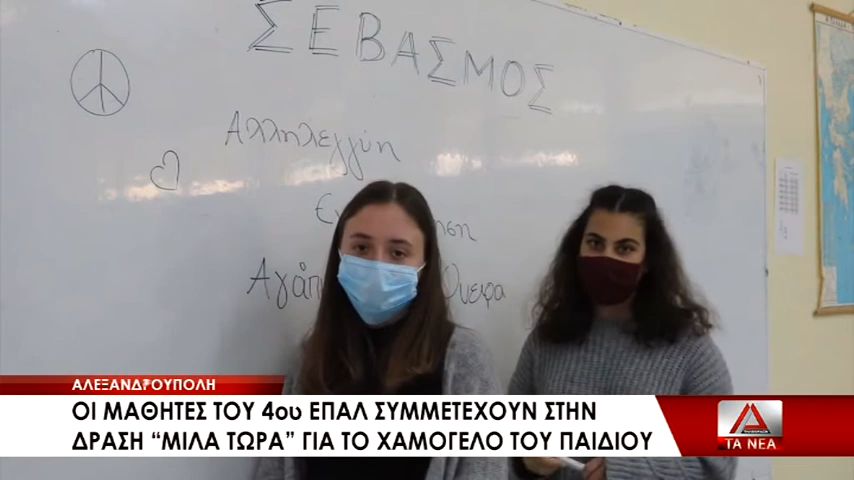 ΣΕΒΑΣΜΟΣ
Αλληλεγγύη
ΑΛΕΞΑΝΔΡΟΥΠΟΛΗ
ΟΙ ΜΑΘΗΤΕΣ ΤΟΥ 4ου ΕΠΑΛ ΣΥΜΜΕΤΕΧΟΥΝ ΣΤΗΝ
ΔΡΑΣΗ “ΜΙΛΑ ΤΩΡΑ” ΓΙΑ ΤΟ ΧΑΜΟΓΕΛΟ ΤΟΥ ΠΑΙΔΙΟΥ
ΤΑ ΝΕΑ